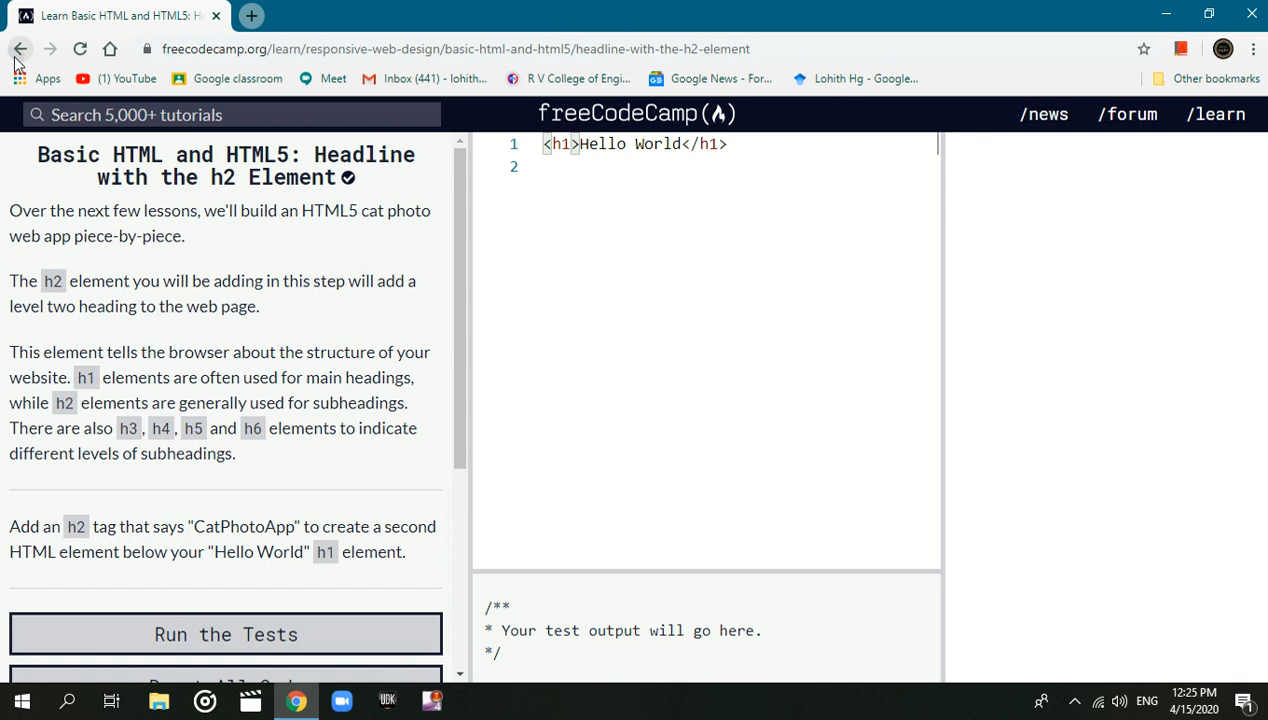 Learn Basic HTML and HTML5: He
freecodecamp.org/learn/responsive-web-design/basic-html-and-html5/headline-with-the-h2-element
Apps (1) YouTube Google classroom Meet Inbox (441) - lohith... R V College of Engi... Google News - For... Lohith Hg - Google... Other bookmarks
Search 5,000+ tutorials
freeCodeCamp
/news /forum /learn
Basic HTML and HTML5: Headline
with the h2 Element
Over the next few lessons, we'll build an HTML5 cat photo
web app piece-by-piece.
The h2 element you will be adding in this step will add a
level two heading to the web page.
This element tells the browser about the structure of your
website. h1 elements are often used for main headings,
while h2 elements are generally used for subheadings.
There are also h3, h4, h5 and h6 elements to indicate
different levels of subheadings.
Add an h2 tag that says "CatPhotoApp" to create a second
HTML element below your "Hello World" h1 element.
Run the Tests
1 <h1>Hello World</h1>
2
/**
* Your test output will go here.
*/
UDK
ENG
12:25 PM
4/15/2020
1